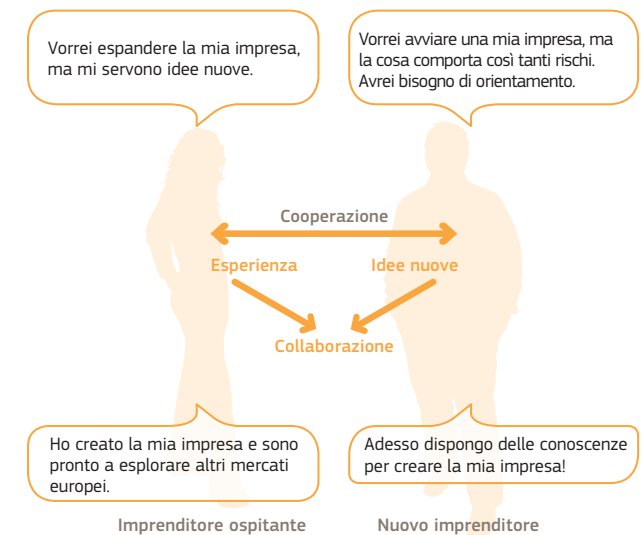 Vorrei espandere la mia impresa,
ma mi servono idee nuove.
Vorrei avviare una mia impresa, ma
la cosa comporta così tanti rischi.
Avrei bisogno di orientamento.
Cooperazione
Esperienza
Idee nuove
Collaborazione
Ho creato la mia impresa e sono
pronto a esplorare altri mercati
europei.
Adesso dispongo delle conoscenze
per creare la mia impresa!
Imprenditore ospitante
Nuovo imprenditore